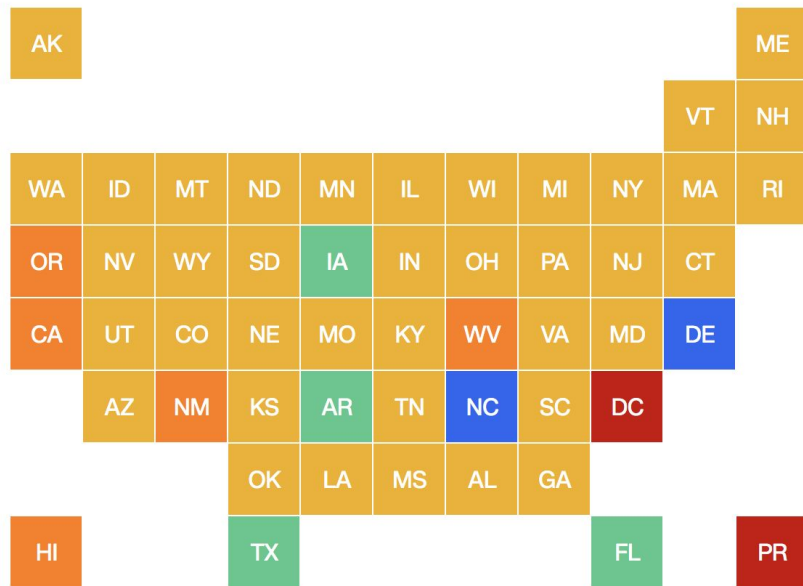 AK ME
VT NH
WA ID MT ND MN IL WI MI NY MA RI
OR NV WY SD IA IN OH PA NJ CT
CA UT CO NE MO KY WV VA MD DE
AZ NM KS AR TN NC SC DC
OK LA MS AL GA
HI TX FL PR